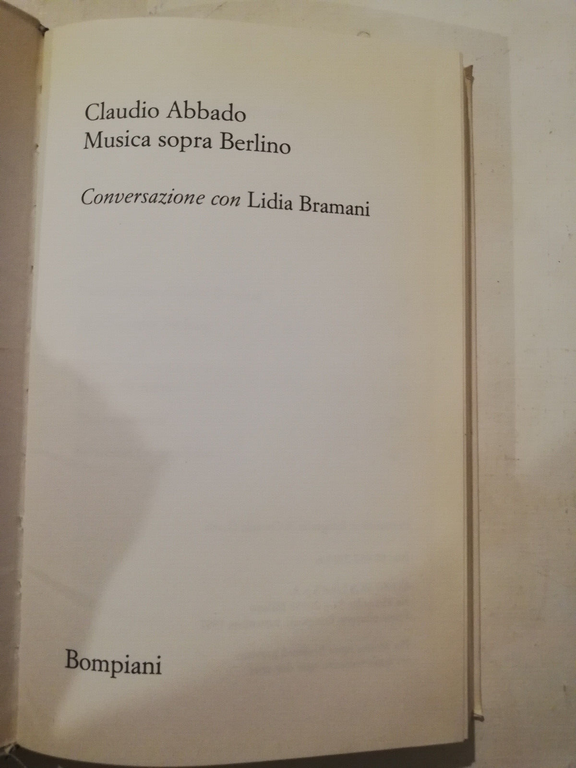 Claudio Abbado
Musica sopra Berlino
Conversazione con Lidia Bramani
Bompiani